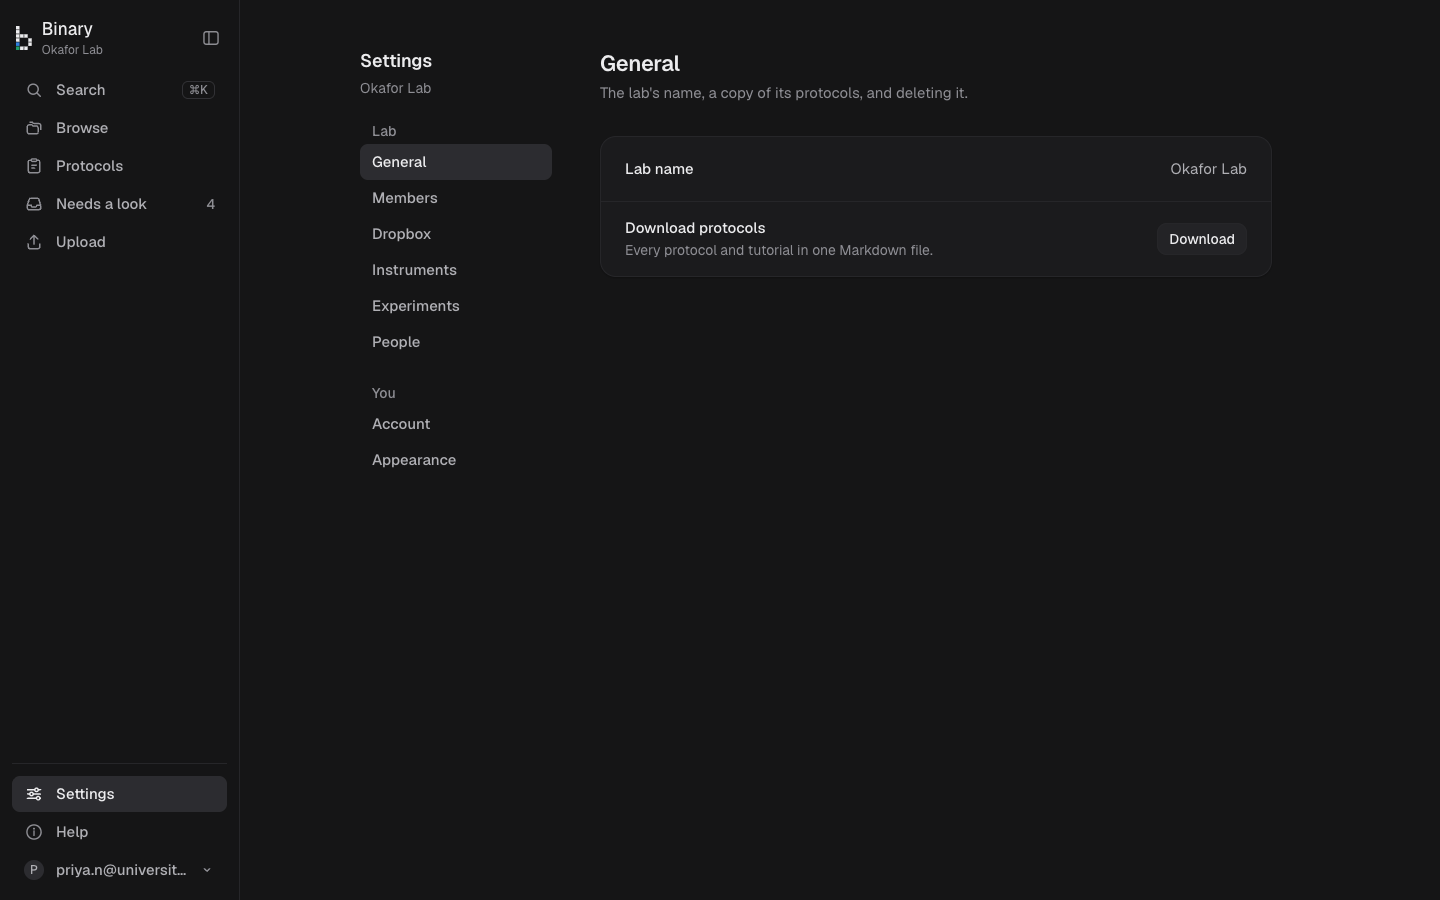 Binary
Okafor Lab
Search ⌘K
Browse
Protocols
Needs a look 4
Upload
Settings
Help
P priya.n@universit...
Settings
Okafor Lab
Lab
General
Members
Dropbox
Instruments
Experiments
People
You
Account
Appearance
General
The lab's name, a copy of its protocols, and deleting it.
Lab name Okafor Lab
Download protocols
Every protocol and tutorial in one Markdown file.
Download